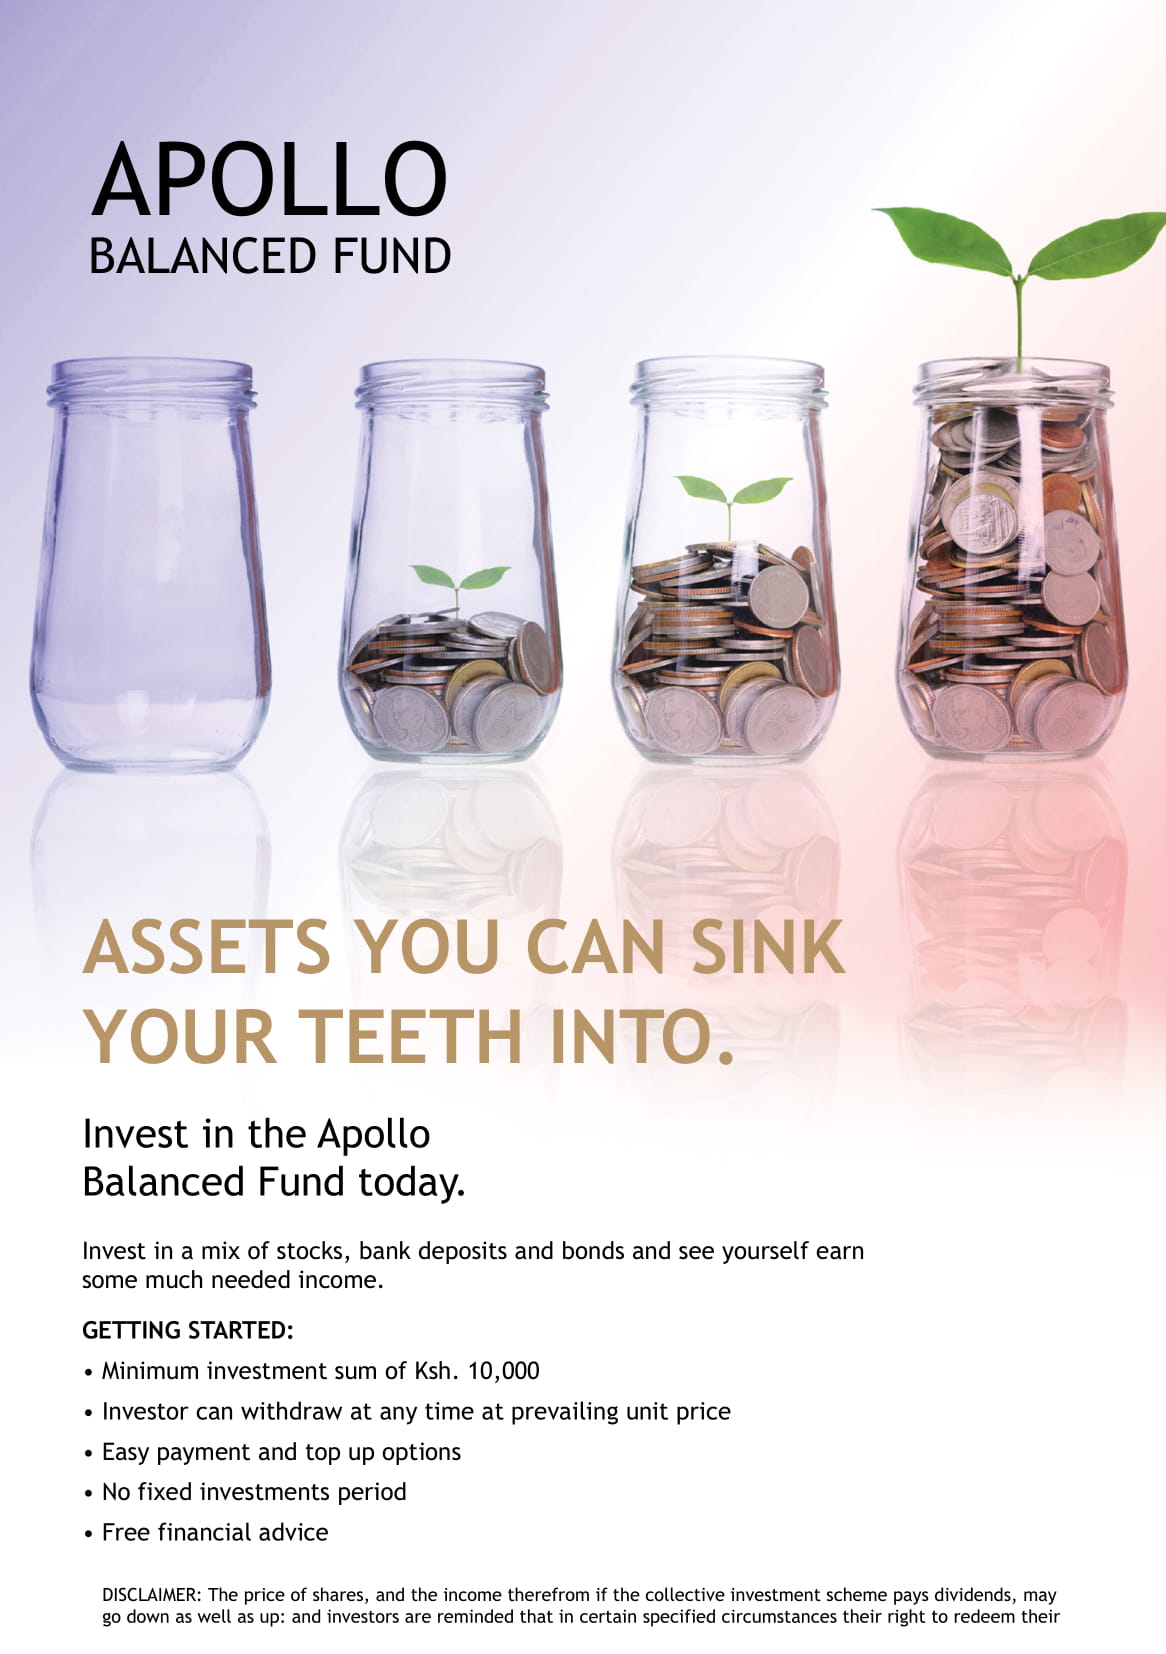 APOLLO
BALANCED FUND
ASSETS YOU CAN SINK
YOUR TEETH INTO.
Invest in the Apollo
Balanced Fund today.
Invest in a mix of stocks, bank deposits and bonds and see yourself earn
some much needed income.
GETTING STARTED:
• Minimum investment sum of Ksh. 10,000
• Investor can withdraw at any time at prevailing unit price
• Easy payment and top up options
• No fixed investments period
• Free financial advice
DISCLAIMER: The price of shares, and the income therefrom if the collective investment scheme pays dividends, may
go down as well as up: and investors are reminded that in certain specified circumstances their right to redeem their